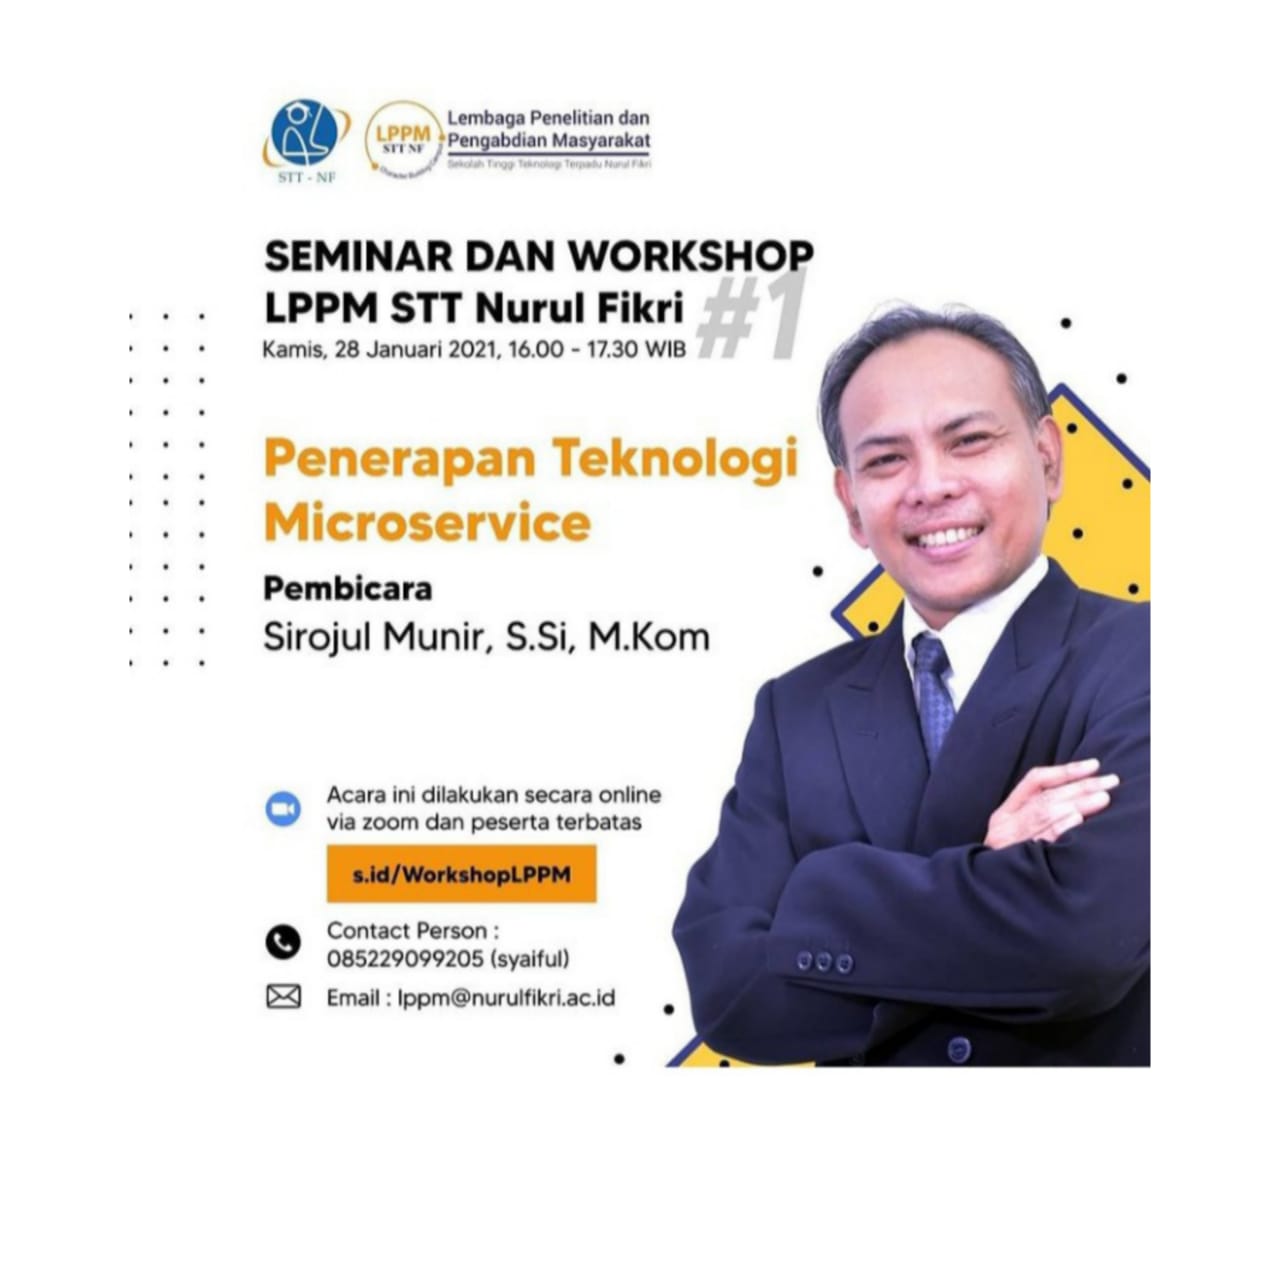 STT - NF
LPPM
STT NF
Character Building Campus
Lembaga Penelitian dan
Pengabdian Masyarakat
Sekolah Tinggi Teknologi Terpadu Nurul Fikri
SEMINAR DAN WORKSHOP
LPPM STT Nurul Fikri #1
Kamis, 28 Januari 2021, 16.00 - 17.30 WIB
Penerapan Teknologi
Microservice
Pembicara
Sirojul Munir, S.Si, M.Kom
Acara ini dilakukan secara online
via zoom dan peserta terbatas
s.id/WorkshopLPPM
Contact Person :
085229099205 (syaiful)
Email : lppm@nurulfikri.ac.id